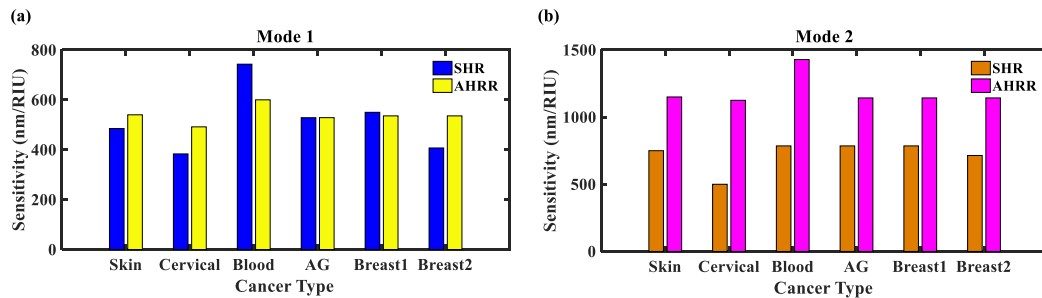 (a)
Mode 1
Sensitivity (nm/RIU)
800
600
400
200
0
SHR
AHRR
Skin Cervical Blood AG Breast1 Breast2
Cancer Type
(b)
Mode 2
Sensitivity (nm/RIU)
1500
1000
500
0
SHR
AHRR
Skin Cervical Blood AG Breast1 Breast2
Cancer Type